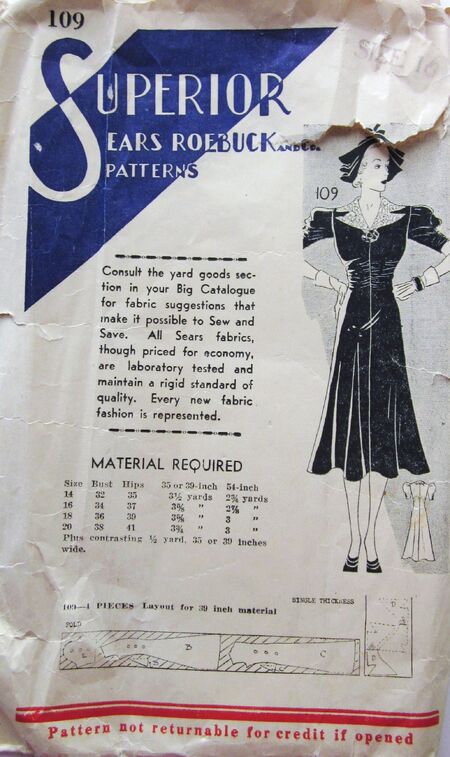 109
SIZE 16
SUPERIOR
SEARS ROEBUCK AND CO.
PATTERNS
109
Consult the yard goods sec-
tion in your Big Catalogue
for fabric suggestions that
make it possible to Sew and
Save. All Sears fabrics,
though priced for economy,
are laboratory tested and
maintain a rigid standard of
quality. Every new fabric
fashion is represented.
MATERIAL REQUIRED
Size Bust Hips 35 or 39-inch 54-inch
14 32 35 3½ yards 2¾ yards
16 34 37 3⅝ " 2⅞ "
18 36 39 3⅝ " 3 "
20 38 41 3¾ " 3 "
Plus contrasting ½ yard, 35 or 39 inches
wide.
109—4 PIECES Layout for 39 inch material
SINGLE THICKNESS
FOLD
B
C
Pattern not returnable for credit if opened